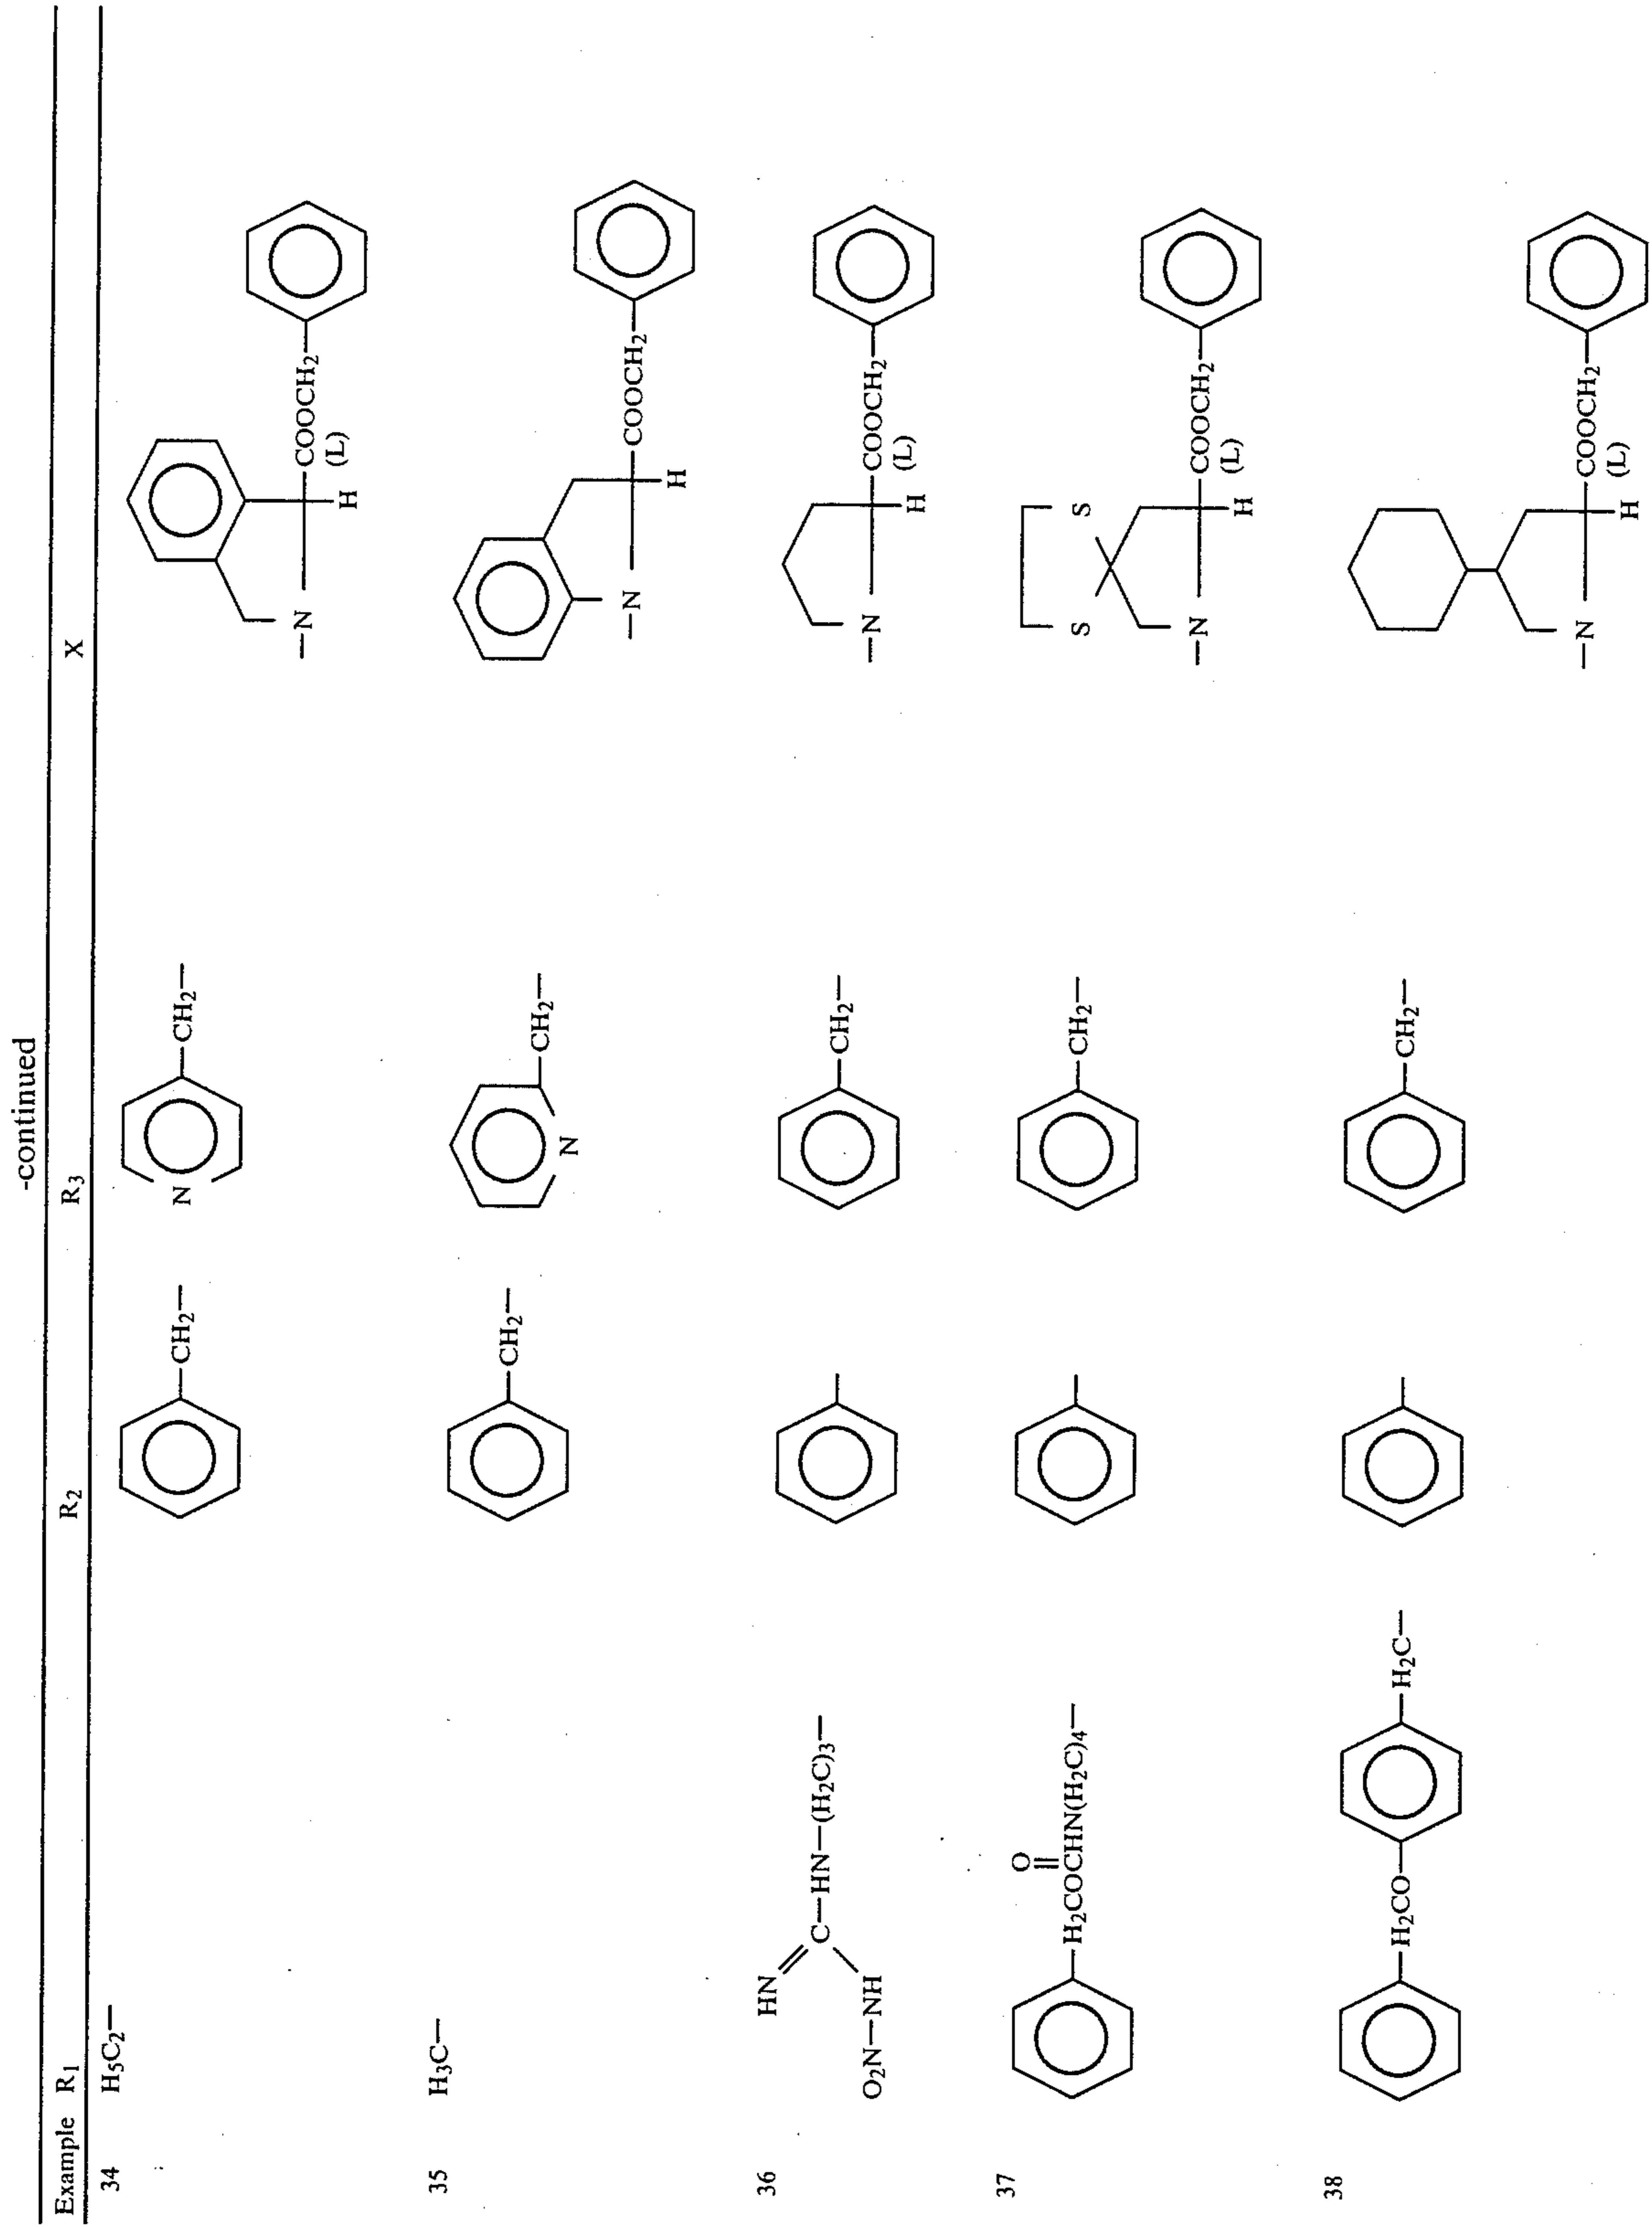 -continued
Example R1 R2 R3 X
34 H5C2— CH2— N CH2— —N H COOCH2— (L)
35 H3C— CH2— N CH2— —N H COOCH2—
36 HN O2N—NH C—HN—(H2C)3— CH2— —N H COOCH2— (L)
37 O H2COCHN(H2C)4— CH2— S S —N H COOCH2— (L)
38 H2CO— H2C— CH2— —N H COOCH2— (L)